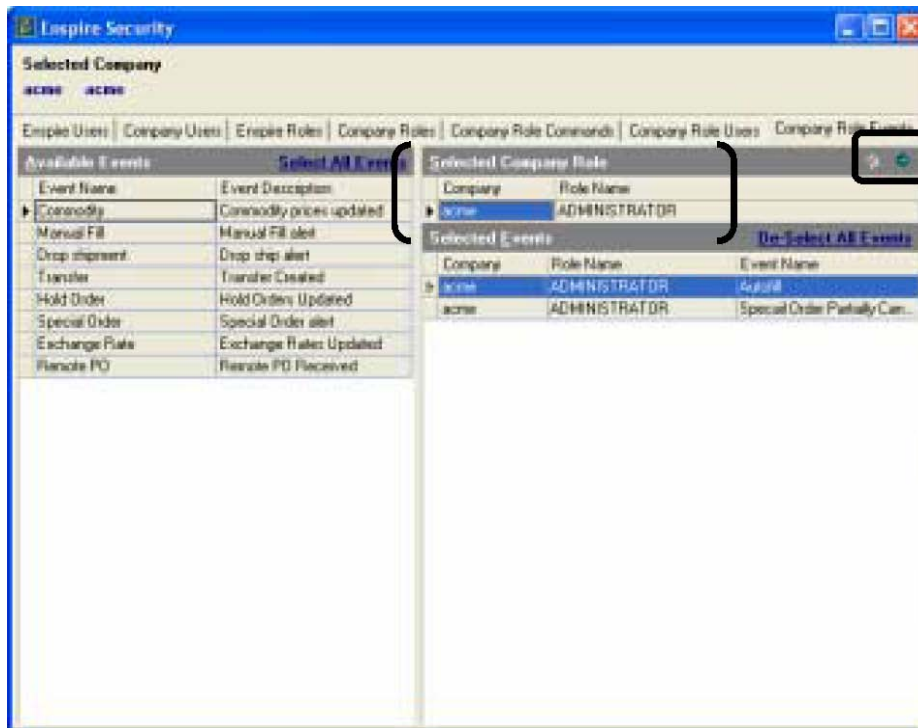 Enspire Security
Selected Company
acme acme
Enspire Users Company Users Enspire Roles Company Roles Company Role Commands Company Role Users Company Role Events
Available Events Select All Events
Event Name Event Description
Commodity Commodity prices updated
Manual Fill Manual Fill alert
Drop shipment Drop ship alert
Transfer Transfer Created
Hold Order Hold Orders Updated
Special Order Special Order alert
Exchange Rate Exchange Rates Updated
Remote PO Remote PO Received
Selected Company Role
Company Role Name
acme ADMINISTRATOR
Selected Events De-Select All Events
Company Role Name Event Name
acme ADMINISTRATOR Autofill
acme ADMINISTRATOR Special Order Partially Can...